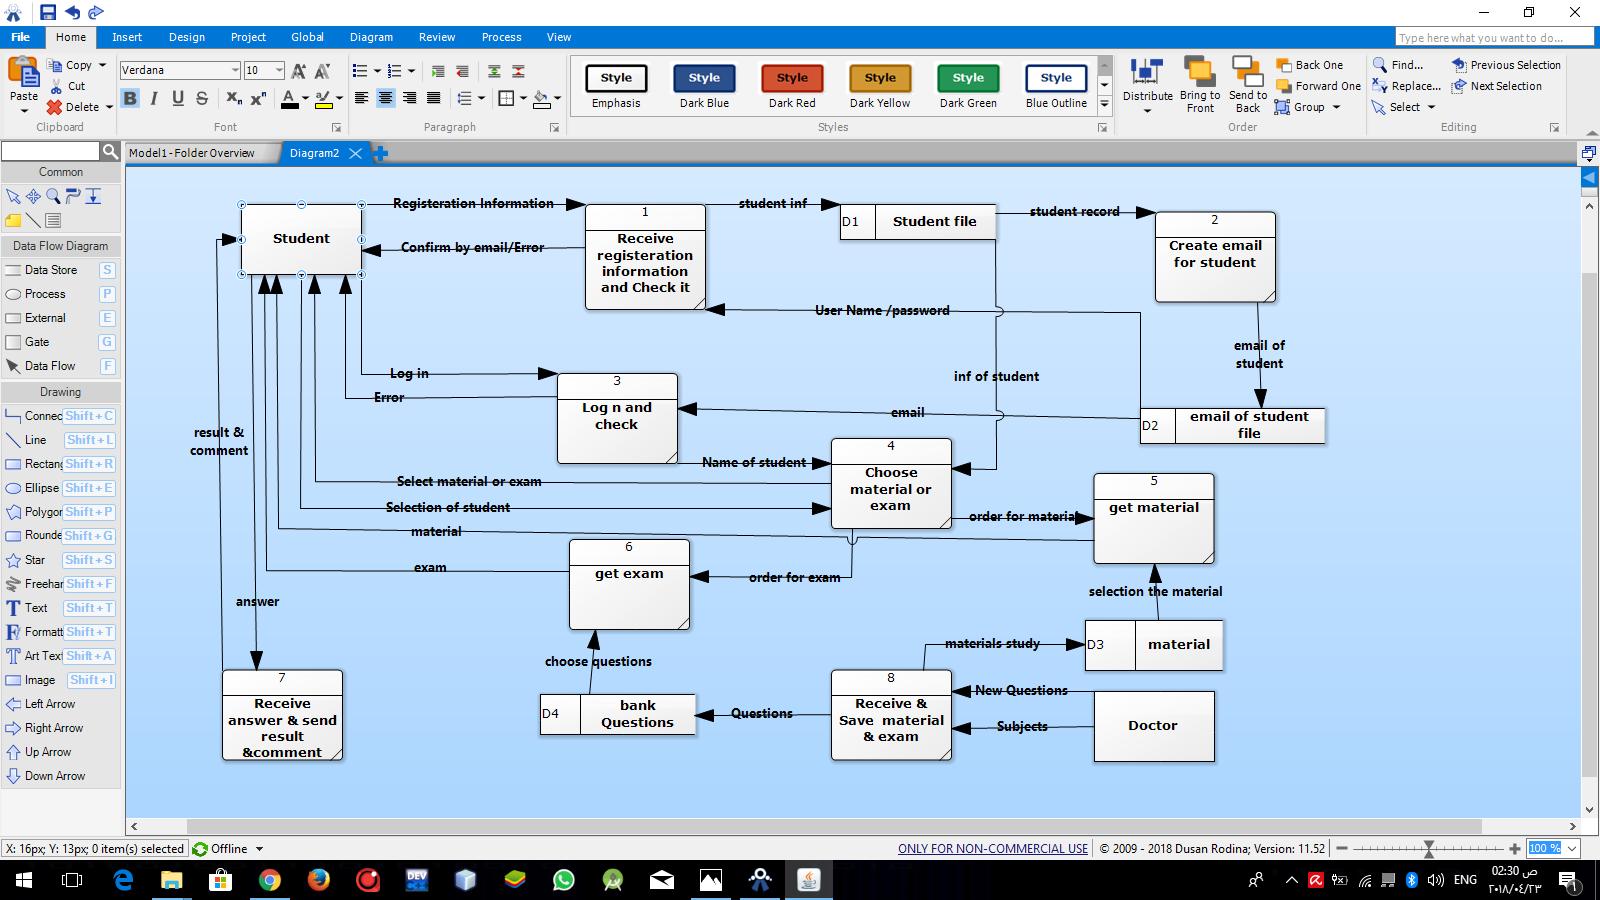 File Home Insert Design Project Global Diagram Review Process View
Type here what you want to do...
Paste
Copy
Cut
Delete
Clipboard
Verdana 10
B I U S X₂ Xⁿ A
Font
Paragraph
Style Style Style Style Style Style
Emphasis Dark Blue Dark Red Dark Yellow Dark Green Blue Outline
Styles
Distribute
Bring to
Front
Send to
Back
Back One
Forward One
Group
Order
Find...
Replace...
Select
Previous Selection
Next Selection
Editing
Model1-Folder Overview Diagram2
Common
Data Flow Diagram
Data Store S
Process P
External E
Gate G
Data Flow F
Drawing
Connec Shift+C
Line Shift+L
Rectang Shift+R
Ellipse Shift+E
Polygor Shift+P
Rounde Shift+G
Star Shift+S
Freehar Shift+F
Text Shift+T
Formatt Shift+T
Art Text Shift+A
Image Shift+I
Left Arrow
Right Arrow
Up Arrow
Down Arrow
Student
Registeration Information
Confirm by email/Error
1
Receive
registeration
information
and Check it
student inf
D1 Student file
student record
2
Create email
for student
User Name /password
email of
student
inf of student
Log in
Error
3
Log n and
check
email
D2
email of student
file
result &
comment
Name of student
4
Choose
material or
exam
Select material or exam
Selection of student
material
order for material
5
get material
6
get exam
exam
order for exam
answer
selection the material
materials study
D3 material
choose questions
7
Receive
answer & send
result
&comment
D4
bank
Questions
Questions
8
Receive &
Save material
& exam
New Questions
Subjects
Doctor
X: 16px; Y: 13px; 0 item(s) selected Offline
ONLY FOR NON-COMMERCIAL USE © 2009 - 2018 Dusan Rodina; Version: 11.52
100 %
DEV
ENG
02:30 ص
٢٠١٨/٠٤/٢٣
1